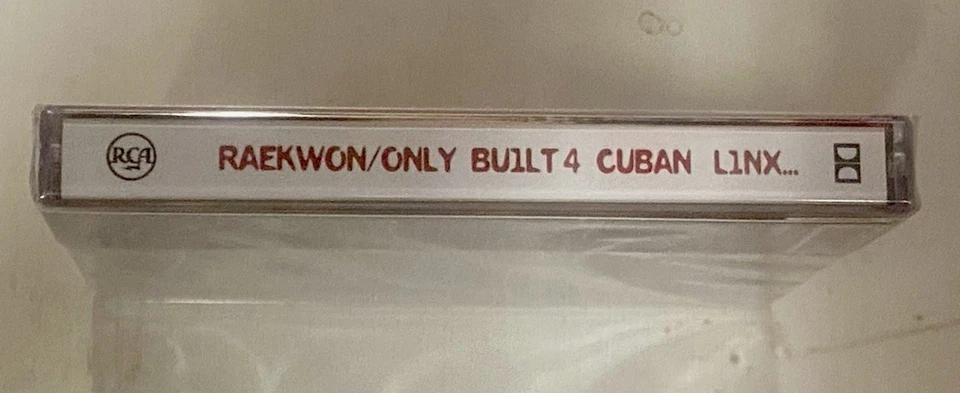 RCA RAEKWON/ONLY BU1LT 4 CUBAN L1NX...